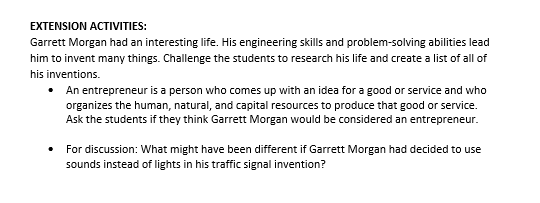 EXTENSION ACTIVITIES:
Garrett Morgan had an interesting life. His engineering skills and problem-solving abilities lead
him to invent many things. Challenge the students to research his life and create a list of all of
his inventions.
• An entrepreneur is a person who comes up with an idea for a good or service and who
organizes the human, natural, and capital resources to produce that good or service.
Ask the students if they think Garrett Morgan would be considered an entrepreneur.
• For discussion: What might have been different if Garrett Morgan had decided to use
sounds instead of lights in his traffic signal invention?